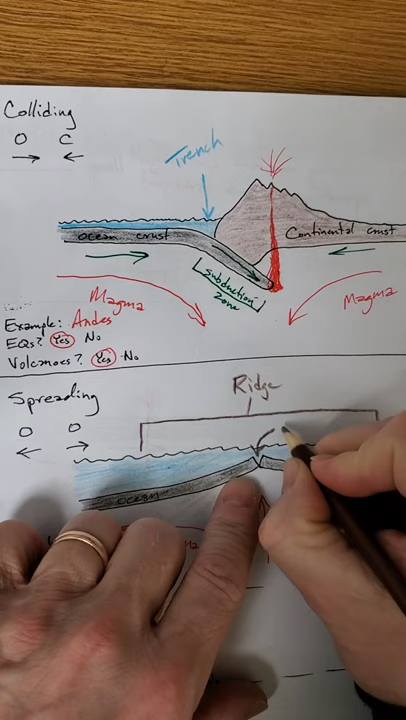 Colliding
O C
Trench
ocean crust
Continental crust
Subduction zone
Magma
Magma
Example: Andes
EQs? Yes No
Volcanoes? Yes No
Spreading
O O
Ridge
ocean